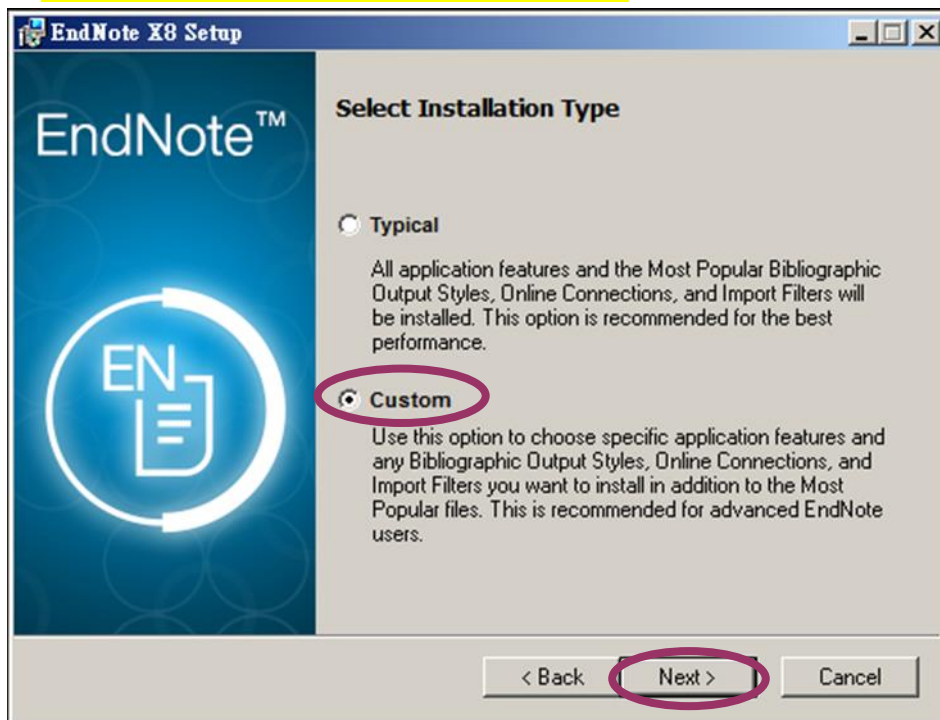 EndNote X8 Setup
EndNote™
Select Installation Type
Typical
All application features and the Most Popular Bibliographic
Output Styles, Online Connections, and Import Filters will
be installed. This option is recommended for the best
performance.
EN
Custom
Use this option to choose specific application features and
any Bibliographic Output Styles, Online Connections, and
Import Filters you want to install in addition to the Most
Popular files. This is recommended for advanced EndNote
users.
< Back Next > Cancel